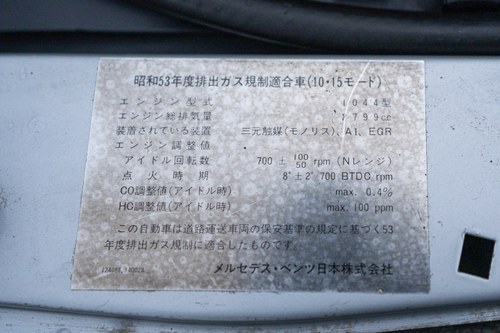 昭和53年度排出ガス規制適合車(10・15モード)
エンジン型式 1044型
エンジン総排気量 2799cc
装着されている装置 三元触媒(モノリス), AI, EGR
エンジン調整値
アイドル回転数 700 ± 100 50 rpm (Nレンジ)
点火時期 8° ± 2° 700 BTDC rpm
CO調整値(アイドル時) max. 0.4%
HC調整値(アイドル時) max. 100 ppm
この自動車は道路運送車両の保安基準の規定に基づく53
年度排出ガス規制に適合したものです。
メルセデス・ベンツ日本株式会社